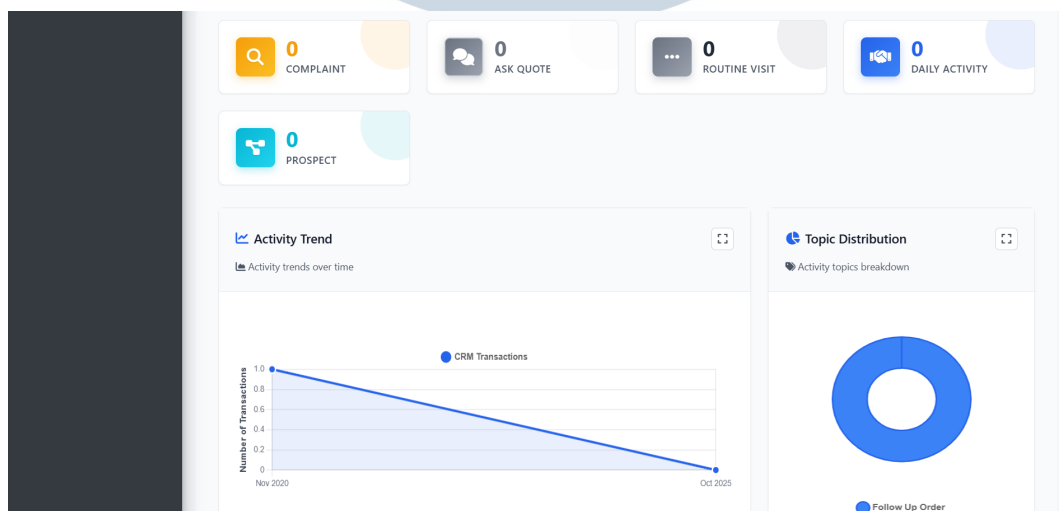 0
COMPLAINT
0
ASK QUOTE
0
ROUTINE VISIT
0
DAILY ACTIVITY
0
PROSPECT
Activity Trend
Activity trends over time
Topic Distribution
Activity topics breakdown
CRM Transactions
Number of Transactions
1.0
0.8
0.6
0.4
0.2
0
Nov 2020
Oct 2025
Follow Up Order